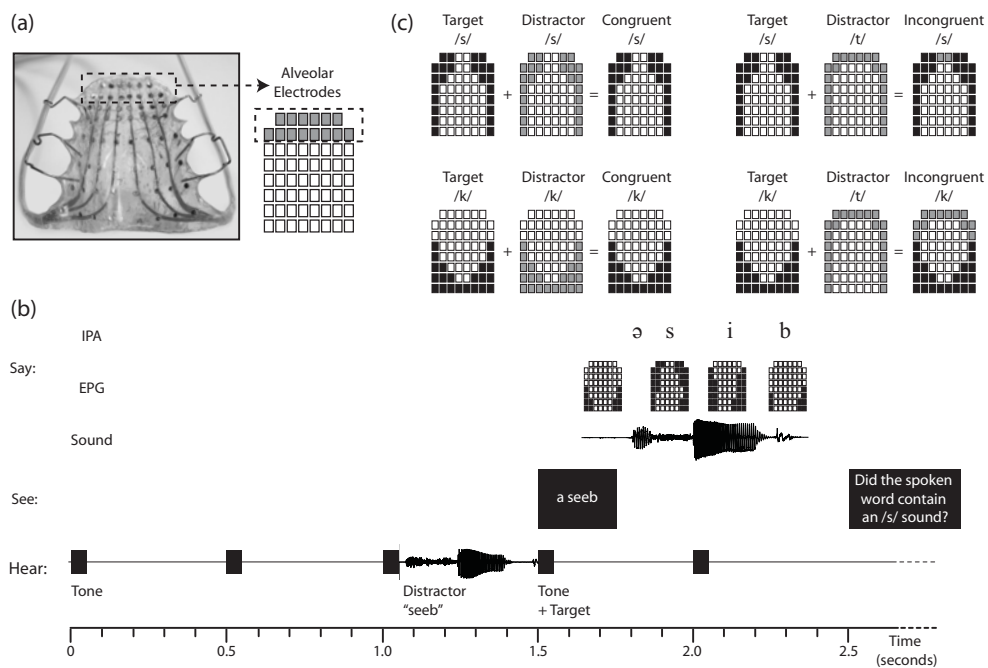 (a)
Alveolar
Electrodes
(c)
Target
/s/
Distractor
/s/
Congruent
/s/
Target
/s/
Distractor
/t/
Incongruent
/s/
+
=
+
=
Target
/k/
Distractor
/s/
Congruent
/k/
Target
/k/
Distractor
/t/
Incongruent
/k/
+
=
+
=
(b)
IPA
ə s i b
Say:
EPG
Sound
See:
a seeb
Did the spoken
word contain
an /s/ sound?
Hear:
Tone
Distractor
"seeb"
Tone
+ Target
0 0.5 1.0 1.5 2.0 2.5
Time
(seconds)